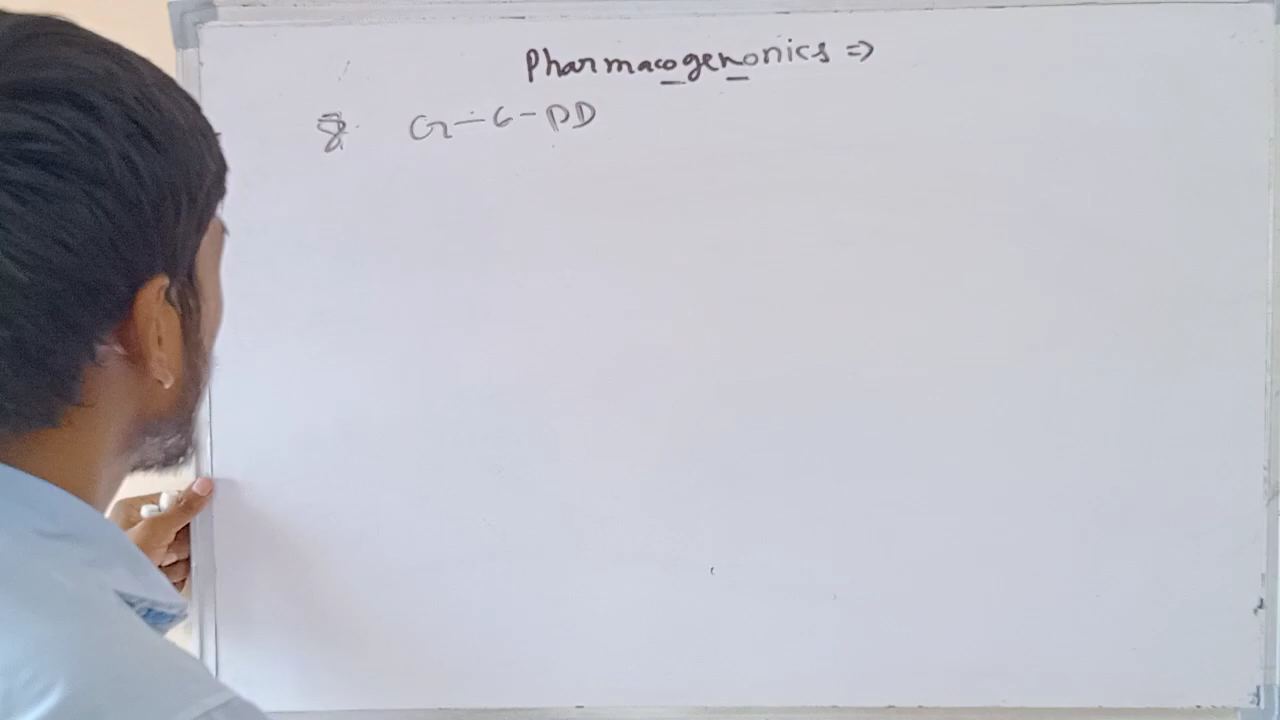 Pharmacogenonics ⇒
8. G-6-PD